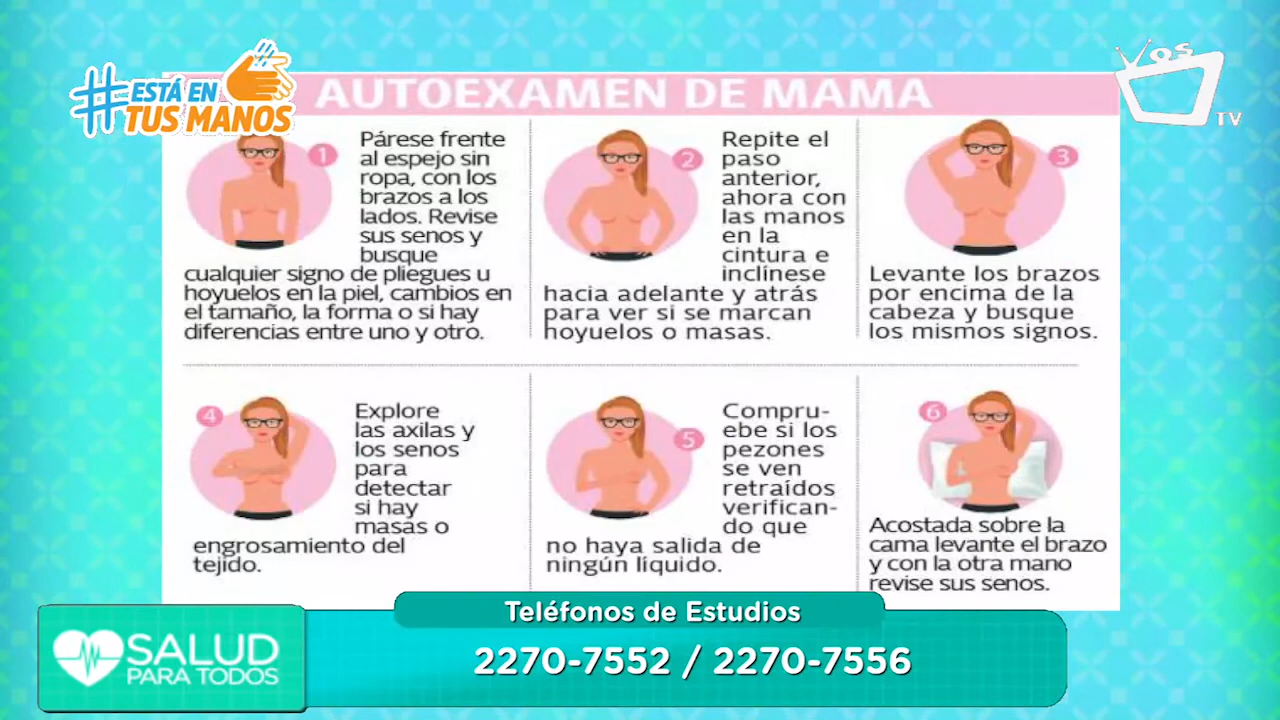 #ESTÁ EN
TUS MANOS
AUTOEXAMEN DE MAMA
VOS
TV
1
Párese frente
al espejo sin
ropa, con los
brazos a los
lados. Revise
sus senos y
busque
cualquier signo de pliegues u
hoyuelos en la piel, cambios en
el tamaño, la forma o si hay
diferencias entre uno y otro.
2
Repite el
paso
anterior,
ahora con
las manos
en la
cintura e
inclínese
hacia adelante y atrás
para ver si se marcan
hoyuelos o masas.
3
Levante los brazos
por encima de la
cabeza y busque
los mismos signos.
4
Explore
las axilas y
los senos
para
detectar
si hay
masas o
engrosamiento del
tejido.
5
Compru-
ebe si los
pezones
se ven
retraídos
verifican-
do que
no haya salida de
ningún líquido.
6
Acostada sobre la
cama levante el brazo
y con la otra mano
revise sus senos.
Teléfonos de Estudios
2270-7552 / 2270-7556
SALUD
PARA TODOS